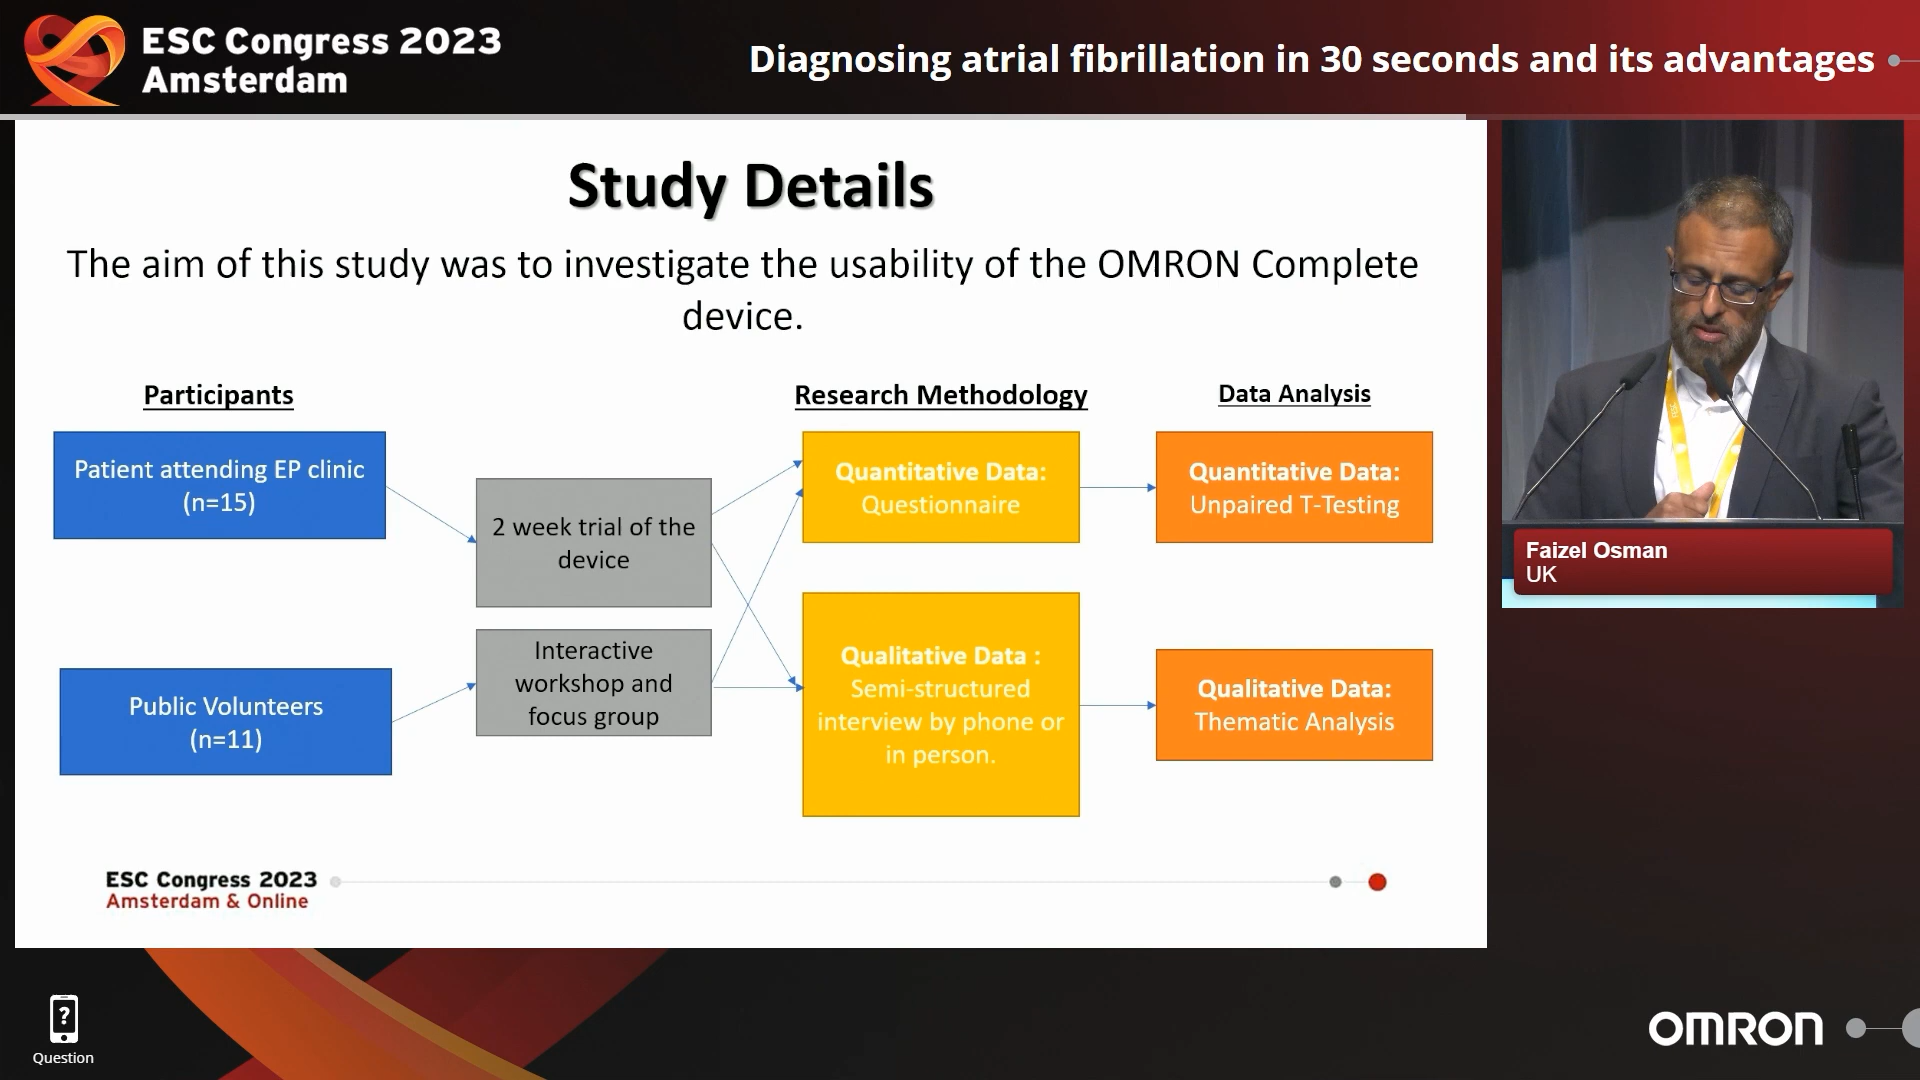 ESC Congress 2023
Amsterdam
Diagnosing atrial fibrillation in 30 seconds and its advantages
Study Details
The aim of this study was to investigate the usability of the OMRON Complete
device.
Participants
Research Methodology
Data Analysis
Patient attending EP clinic
(n=15)
Public Volunteers
(n=11)
2 week trial of the
device
Interactive
workshop and
focus group
Quantitative Data:
Questionnaire
Qualitative Data :
Semi-structured
interview by phone or
in person.
Quantitative Data:
Unpaired T-Testing
Qualitative Data:
Thematic Analysis
ESC Congress 2023
Amsterdam & Online
Faizel Osman
UK
?
Question
OMRON